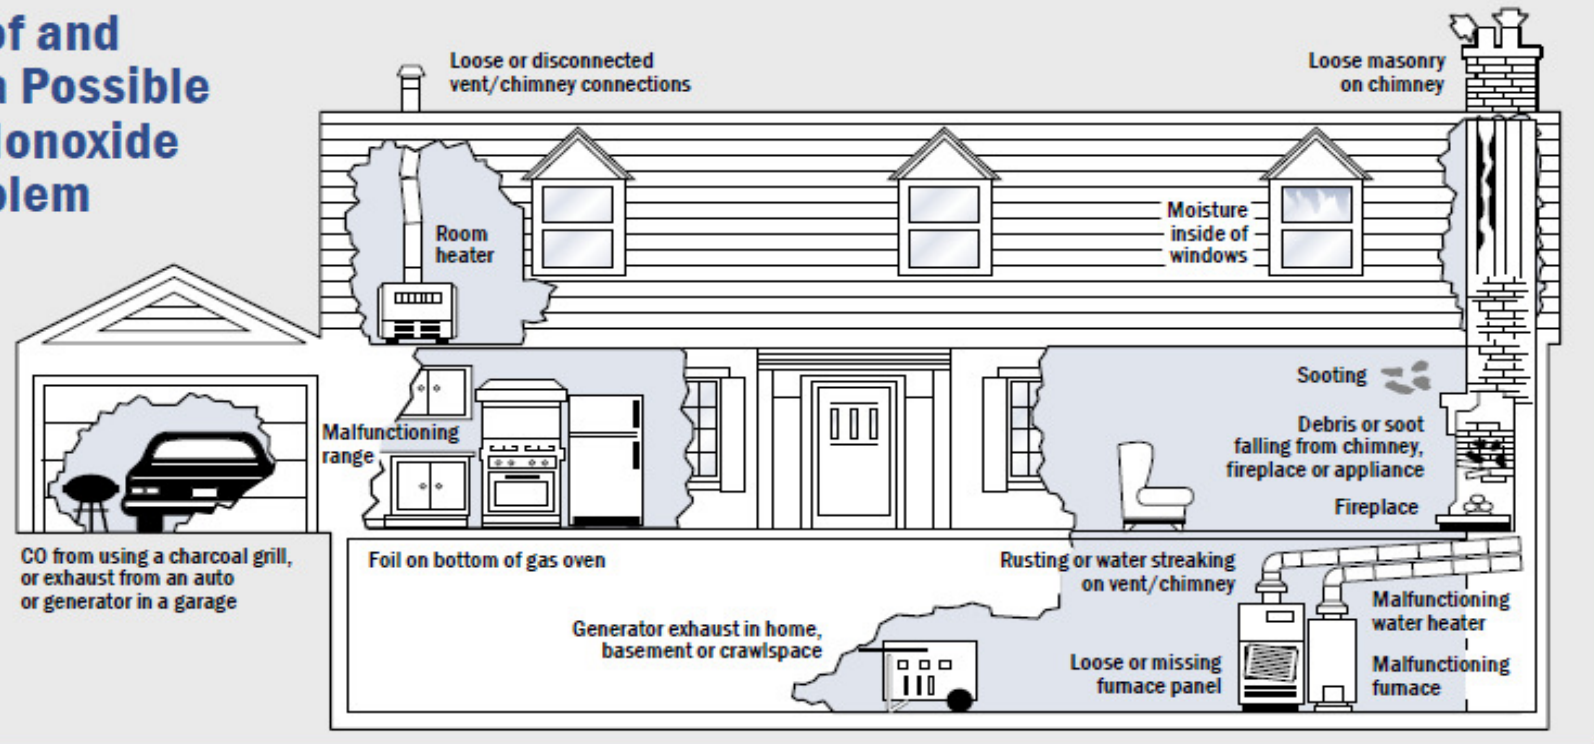 of and
Possible
onoxide
blem
Loose or disconnected
vent/chimney connections
Loose masonry
on chimney
Room
heater
Moisture
inside of
windows
Malfunctioning
range
Sooting
Debris or soot
falling from chimney,
fireplace or appliance
Fireplace
CO from using a charcoal grill,
or exhaust from an auto
or generator in a garage
Foil on bottom of gas oven
Rusting or water streaking
on vent/chimney
Generator exhaust in home,
basement or crawlspace
Loose or missing
furnace panel
Malfunctioning
water heater
Malfunctioning
furnace